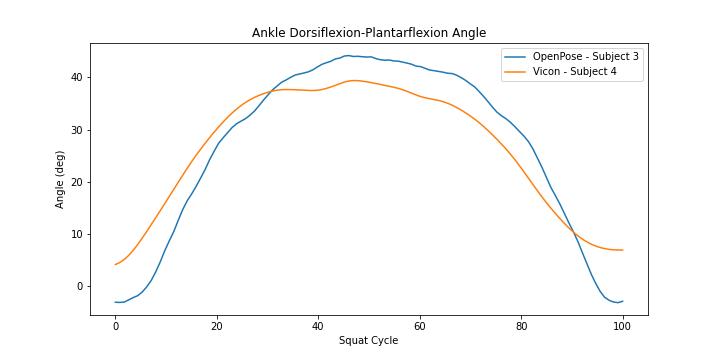 Ankle Dorsiflexion-Plantarflexion Angle
OpenPose - Subject 3
Vicon - Subject 4
Angle (deg)
40
30
20
10
0
0 20 40 60 80 100
Squat Cycle